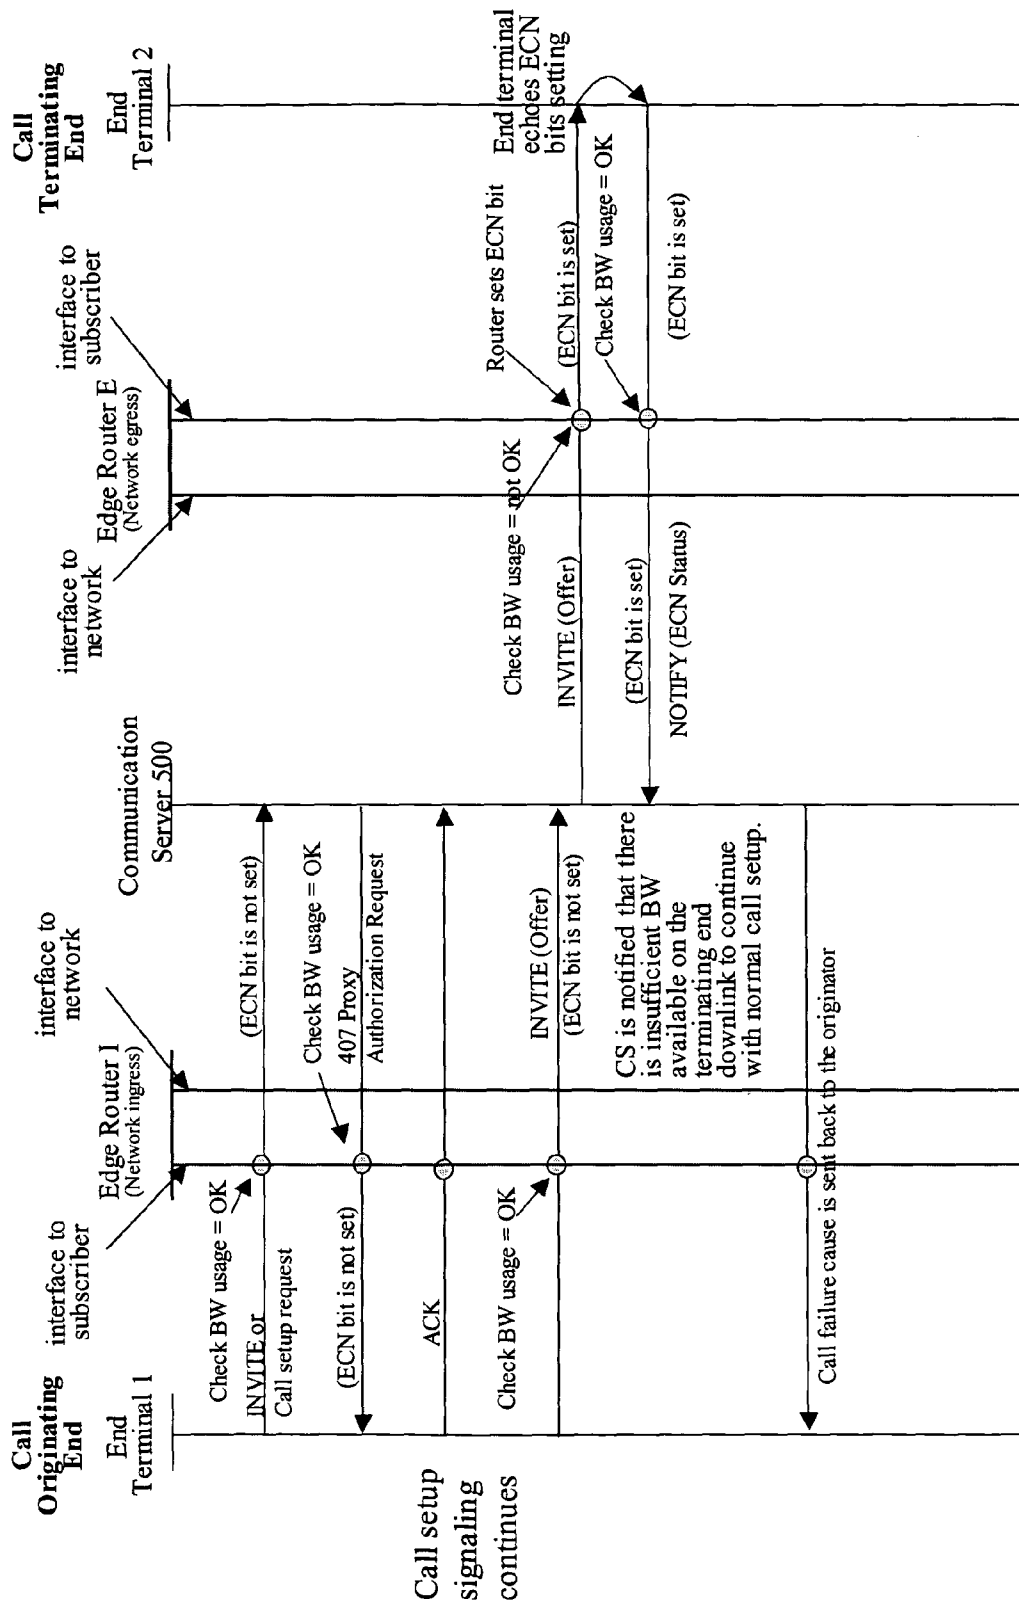 Call
Originating
End
End
Terminal 1
interface to
subscriber
Edge Router I
(Network ingress)
interface to
network
Communication
Server 500
interface to
network
Edge Router E
(Network egress)
interface to
subscriber
Call
Terminating
End
End
Terminal 2
Check BW usage = OK
INVITE or
Call setup request
(ECN bit is not set)
Check BW usage = OK
407 Proxy
Authorization Request
(ECN bit is not set)
Call setup
signaling
continues
ACK
Check BW usage = OK
INVITE (Offer)
(ECN bit is not set)
Check BW usage = not OK
INVITE (Offer)
Router sets ECN bit
(ECN bit is set)
End terminal
echoes ECN
bits setting
Check BW usage = OK
(ECN bit is set)
(ECN bit is set)
NOTIFY (ECN Status)
CS is notified that there
is insufficient BW
available on the
terminating end
downlink to continue
with normal call setup.
Call failure cause is sent back to the originator